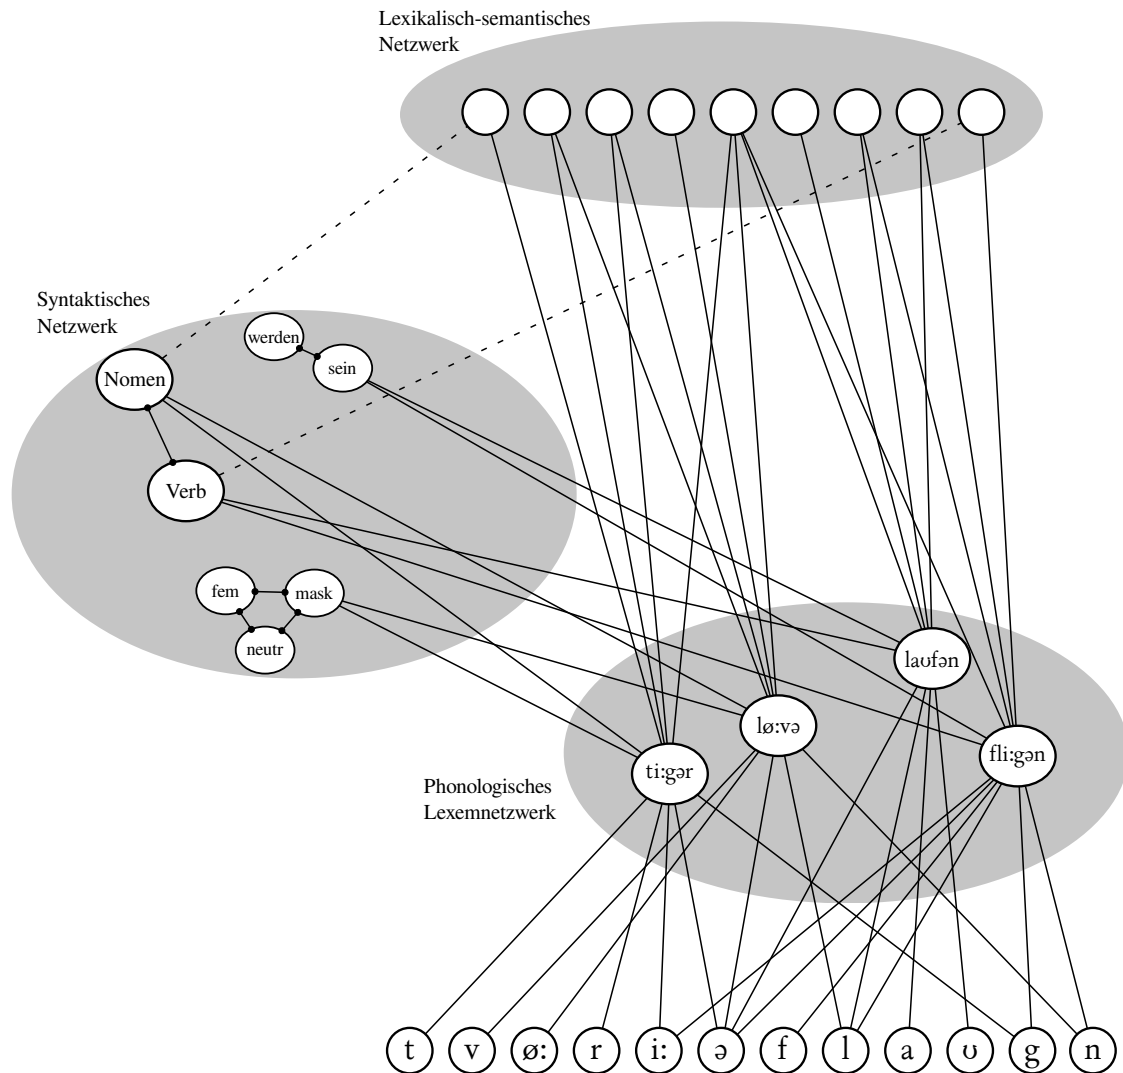 Lexikalisch-semantisches
Netzwerk
Syntaktisches
Netzwerk
werden
sein
Nomen
Verb
fem
mask
neutr
laʊfən
lø:və
fli:gən
ti:gər
Phonologisches
Lexemnetzwerk
t v ø: r i: ə f l a ʊ g n